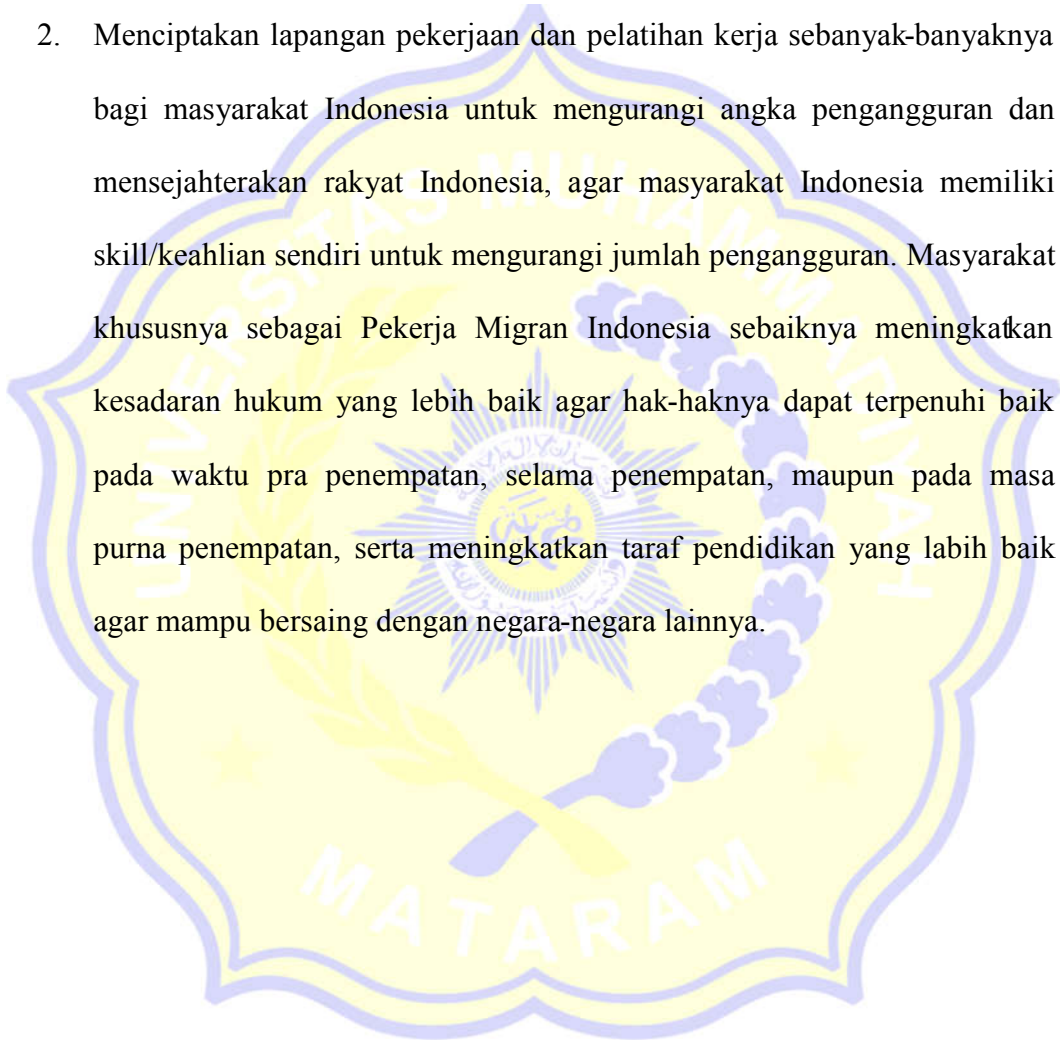 2. Menciptakan lapangan pekerjaan dan pelatihan kerja sebanyak-banyaknya
bagi masyarakat Indonesia untuk mengurangi angka pengangguran dan
mensejahterakan rakyat Indonesia, agar masyarakat Indonesia memiliki
skill/keahlian sendiri untuk mengurangi jumlah pengangguran. Masyarakat
khususnya sebagai Pekerja Migran Indonesia sebaiknya meningkatkan
kesadaran hukum yang lebih baik agar hak-haknya dapat terpenuhi baik
pada waktu pra penempatan, selama penempatan, maupun pada masa
purna penempatan, serta meningkatkan taraf pendidikan yang labih baik
agar mampu bersaing dengan negara-negara lainnya.
UNIVERSITAS MUHAMMADIYAH
MATARAM